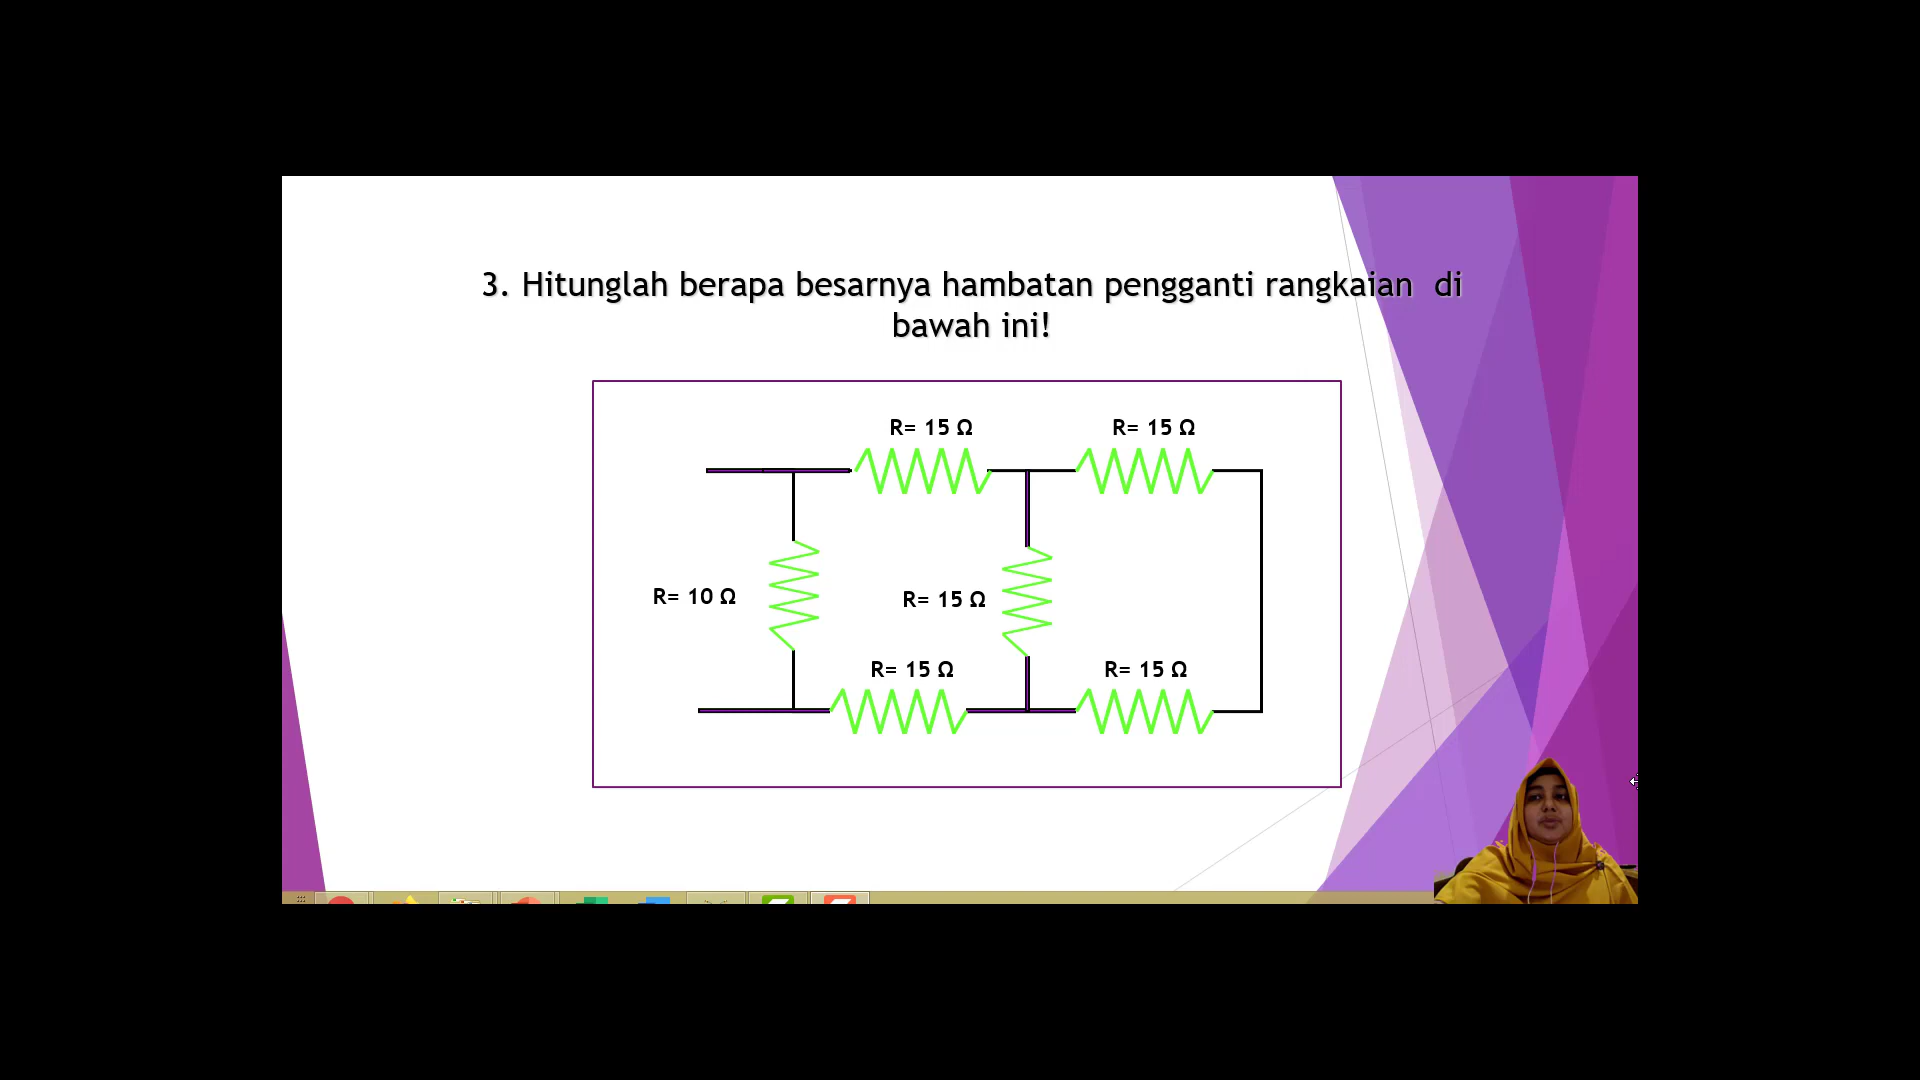 3. Hitunglah berapa besarnya hambatan pengganti rangkaian di
bawah ini!
R= 15 Ω
R= 15 Ω
R= 10 Ω
R= 15 Ω
R= 15 Ω
R= 15 Ω